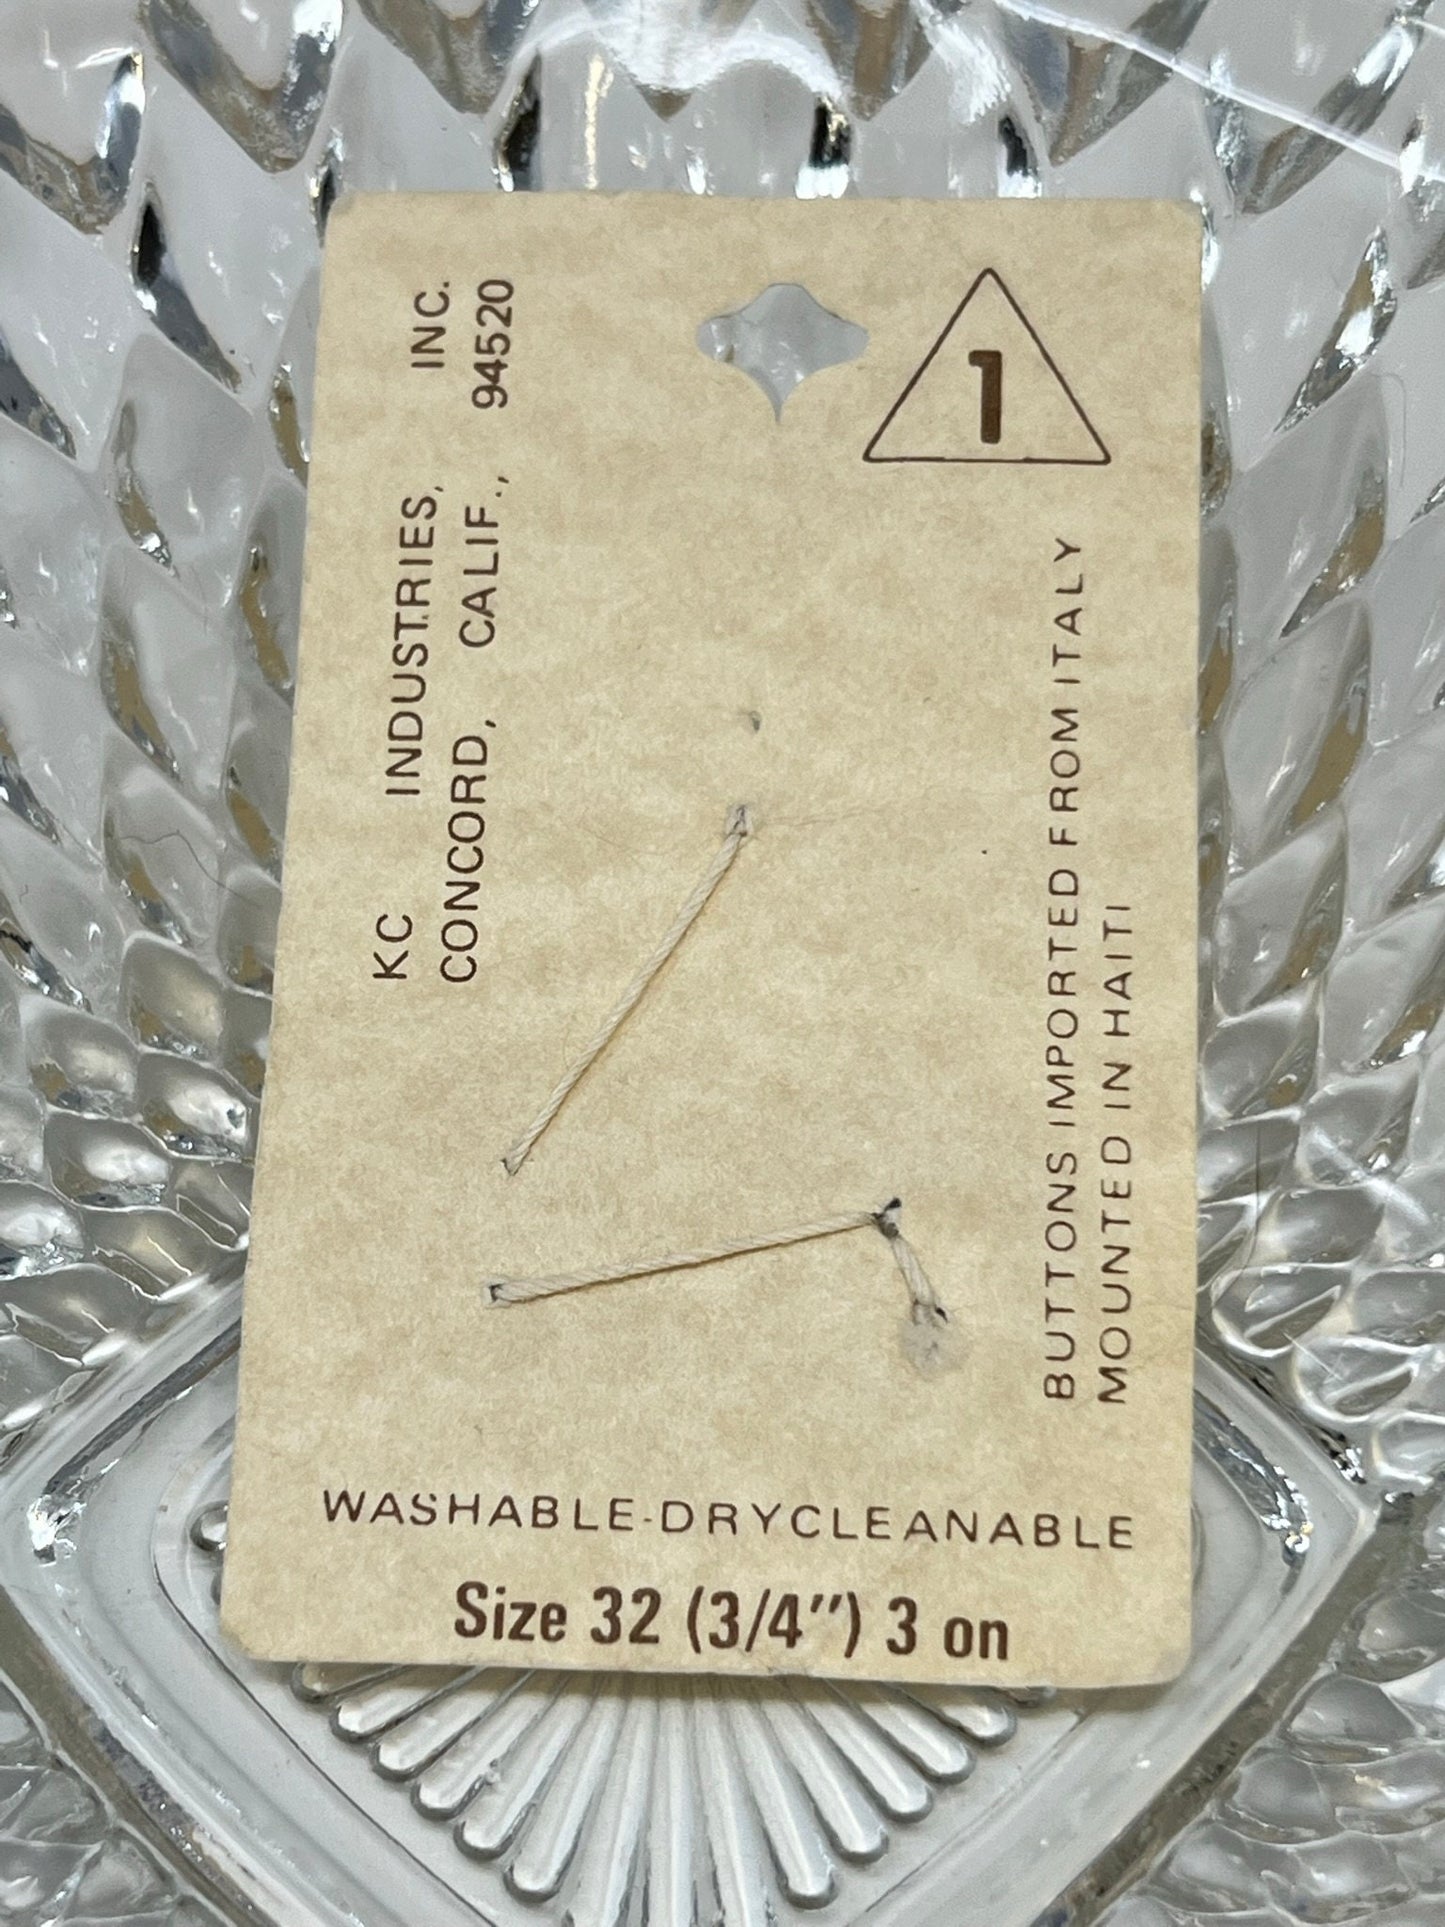 KC INDUSTRIES, INC.
CONCORD, CALIF., 94520
1
BUTTONS IMPORTED FROM ITALY
MOUNTED IN HAITI
WASHABLE-DRYCLEANABLE
Size 32 (3/4") 3 on